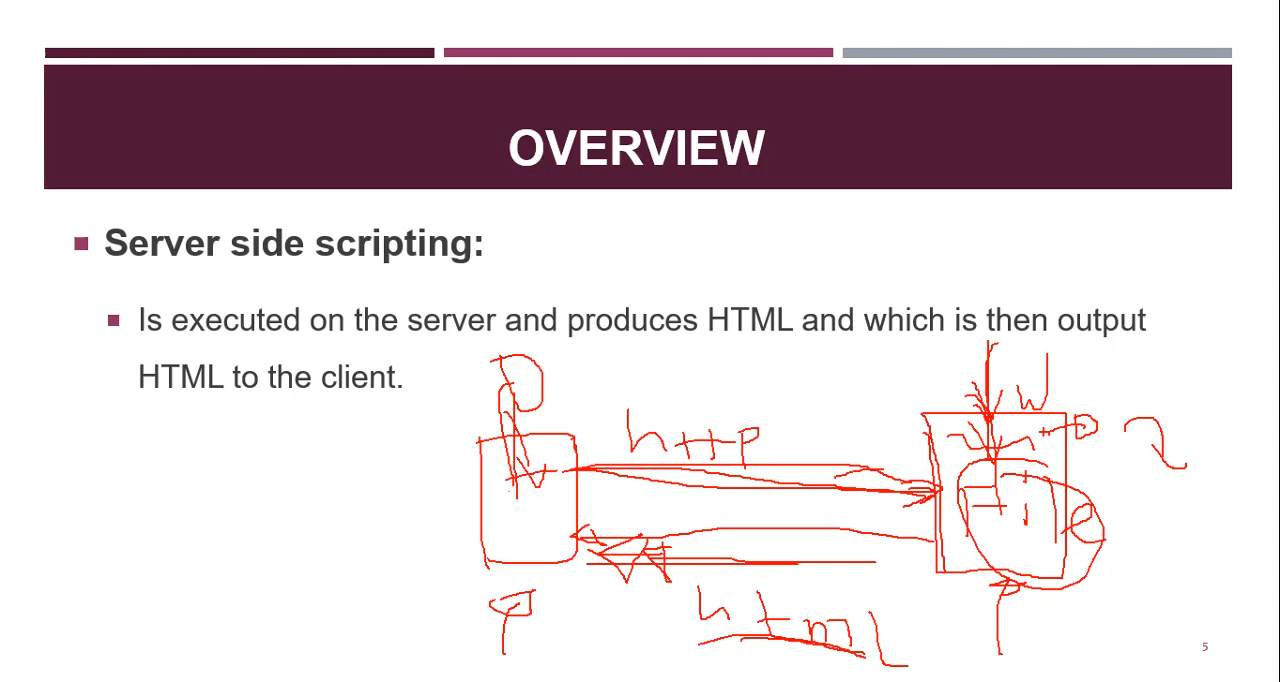 OVERVIEW
Server side scripting:
Is executed on the server and produces HTML and which is then output
HTML to the client.
http
html
5